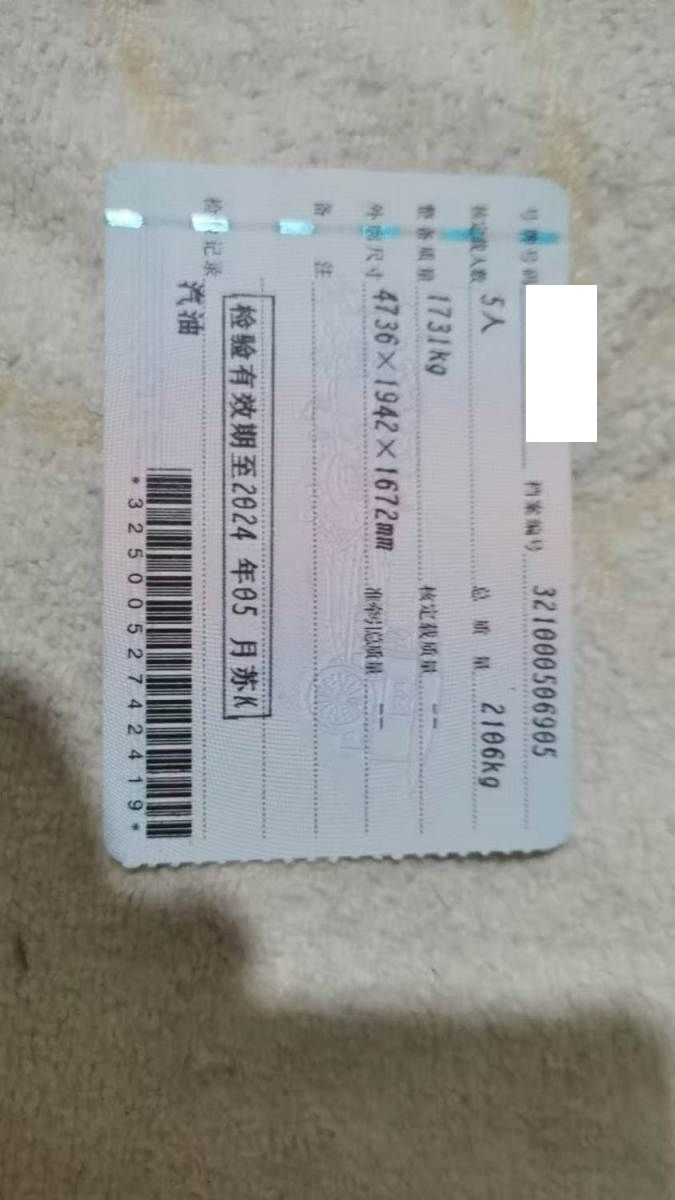 号牌号码 档案编号 321000506905
核定载人数 5人 总质量 2106kg
整备质量 1731kg 核定载质量 --
外廓尺寸 4736×1942×1672mm 准牵引总质量 --
备注
检验有效期至2024年05月苏K
检验记录
汽油
*3250052742419*